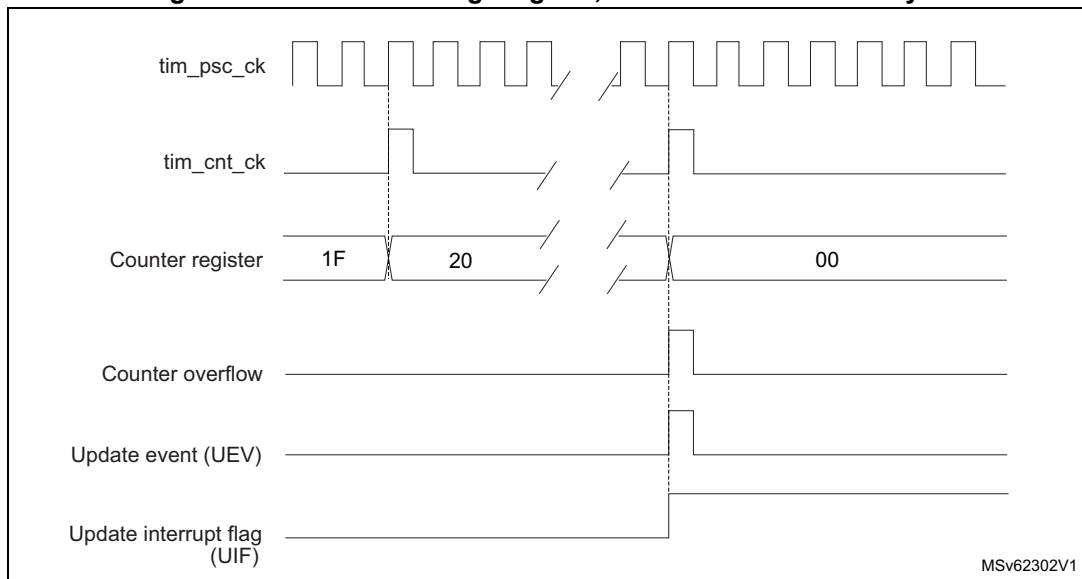 tim_psc_ck
tim_cnt_ck
Counter register
1F
20
00
Counter overflow
Update event (UEV)
Update interrupt flag
(UIF)
MSv62302V1